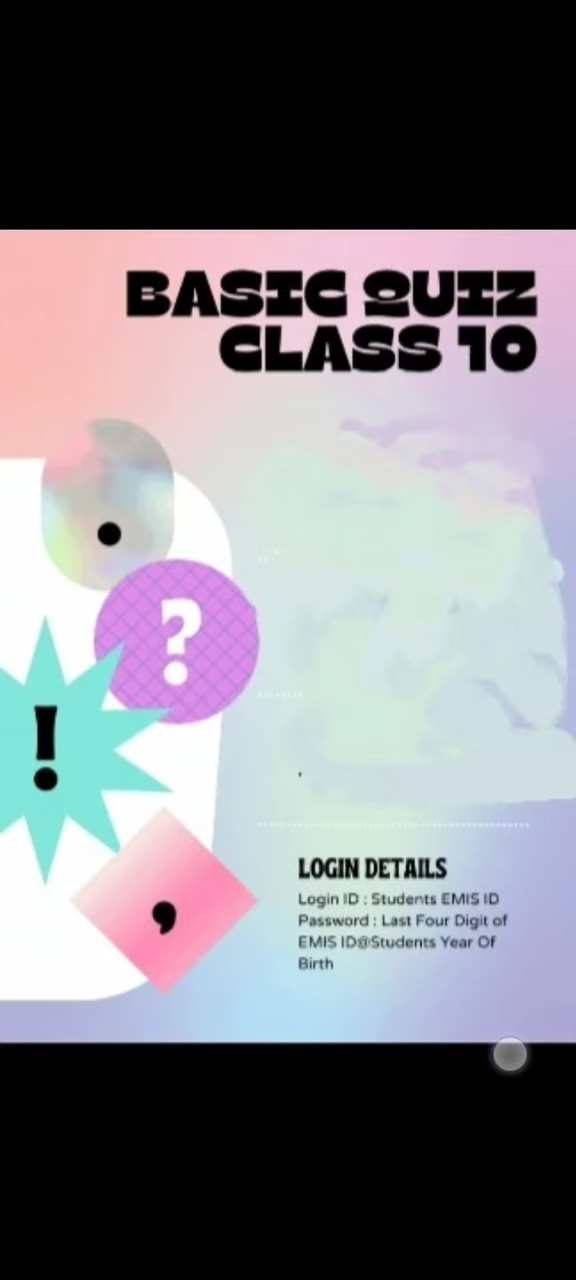 BASIC QUIZ
CLASS 10
.
?
!
,
LOGIN DETAILS
Login ID : Students EMIS ID
Password : Last Four Digit of
EMIS ID@Students Year Of
Birth